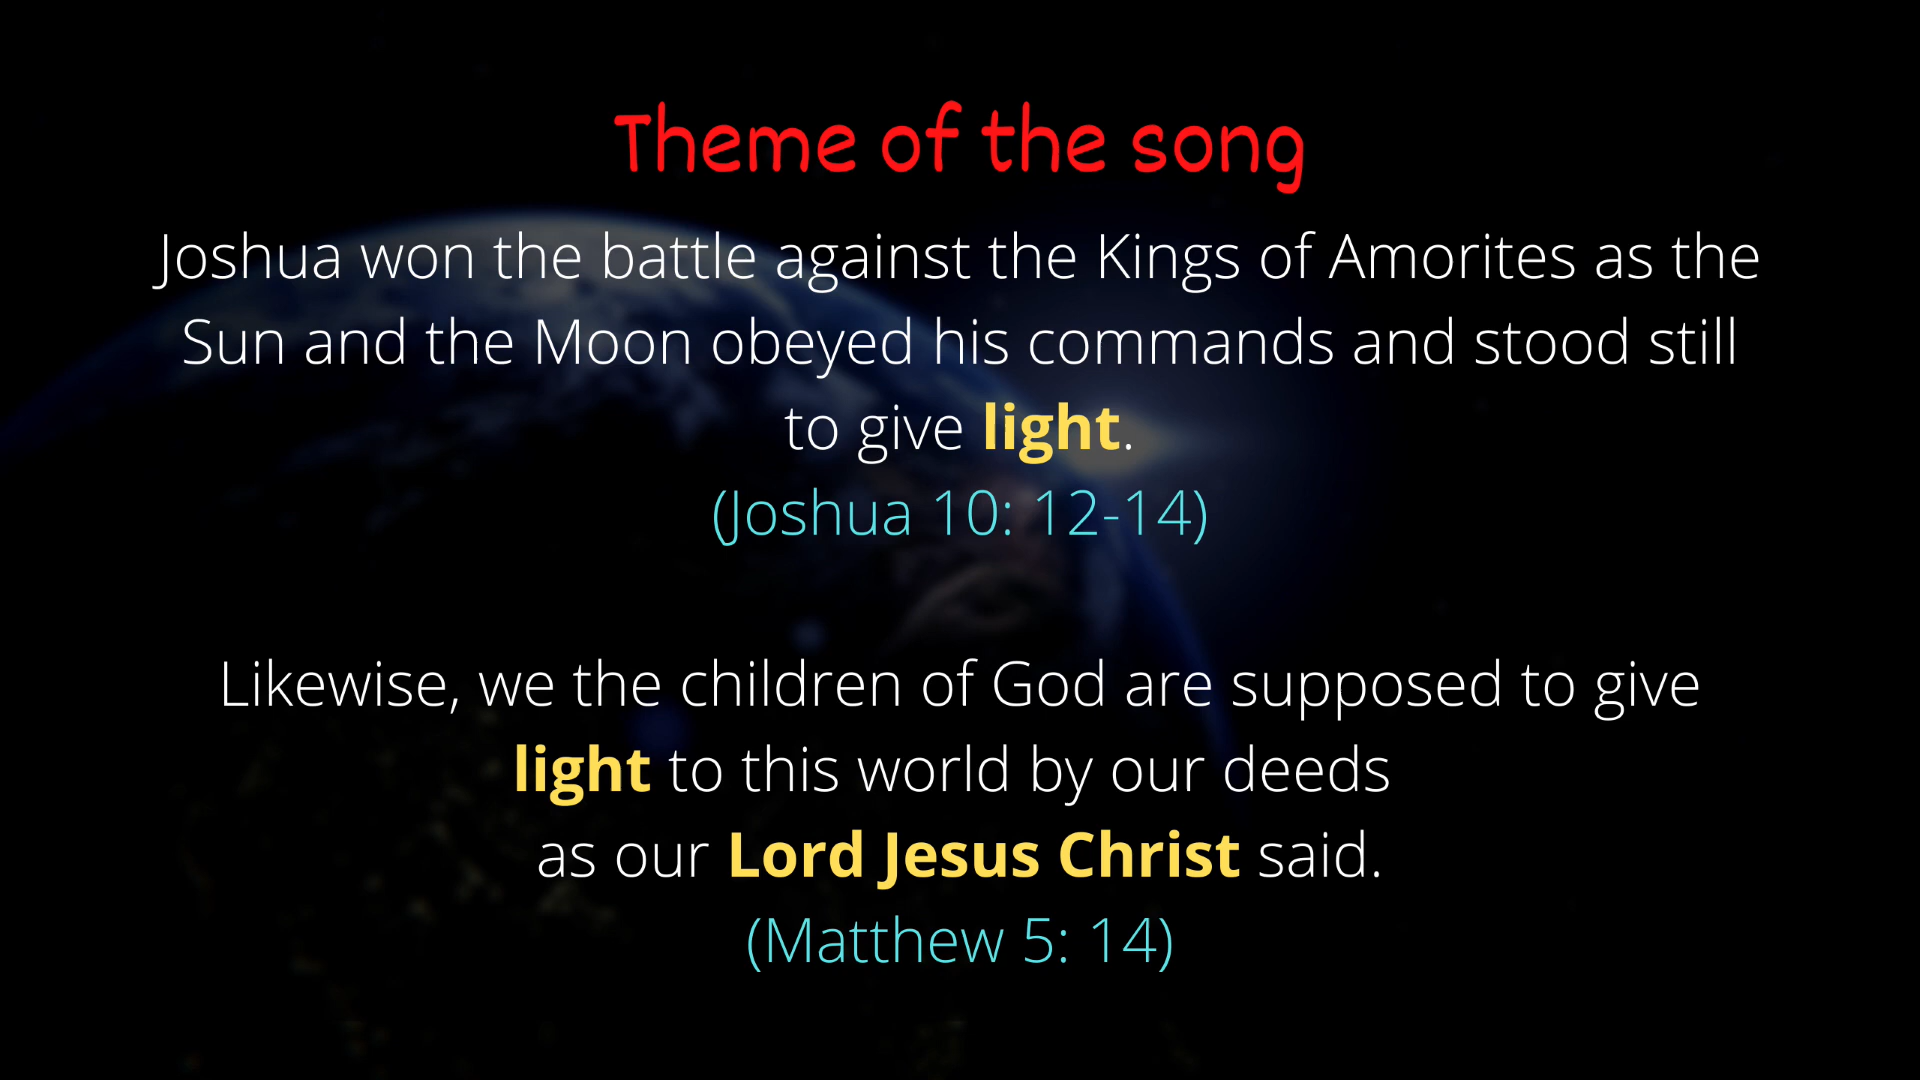 Theme of the song
Joshua won the battle against the Kings of Amorites as the
Sun and the Moon obeyed his commands and stood still
to give light.
(Joshua 10: 12-14)
Likewise, we the children of God are supposed to give
light to this world by our deeds
as our Lord Jesus Christ said.
(Matthew 5: 14)